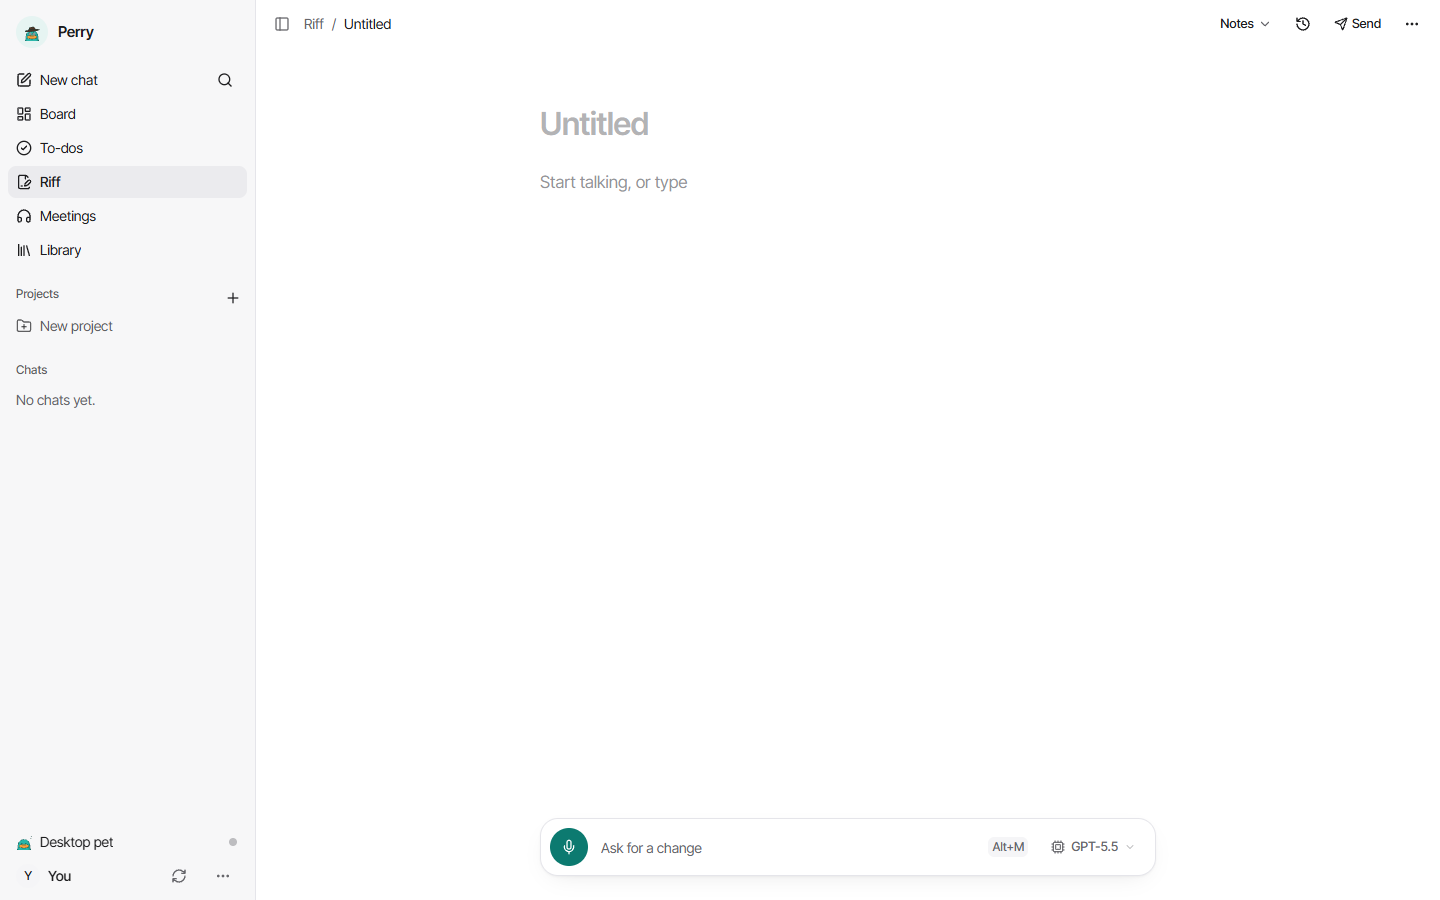 Perry
New chat
Board
To-dos
Riff
Meetings
Library
Projects
New project
Chats
No chats yet.
Desktop pet
Y You
Riff / Untitled
Notes
Send
Untitled
Start talking, or type
Ask for a change
Alt+M
GPT-5.5